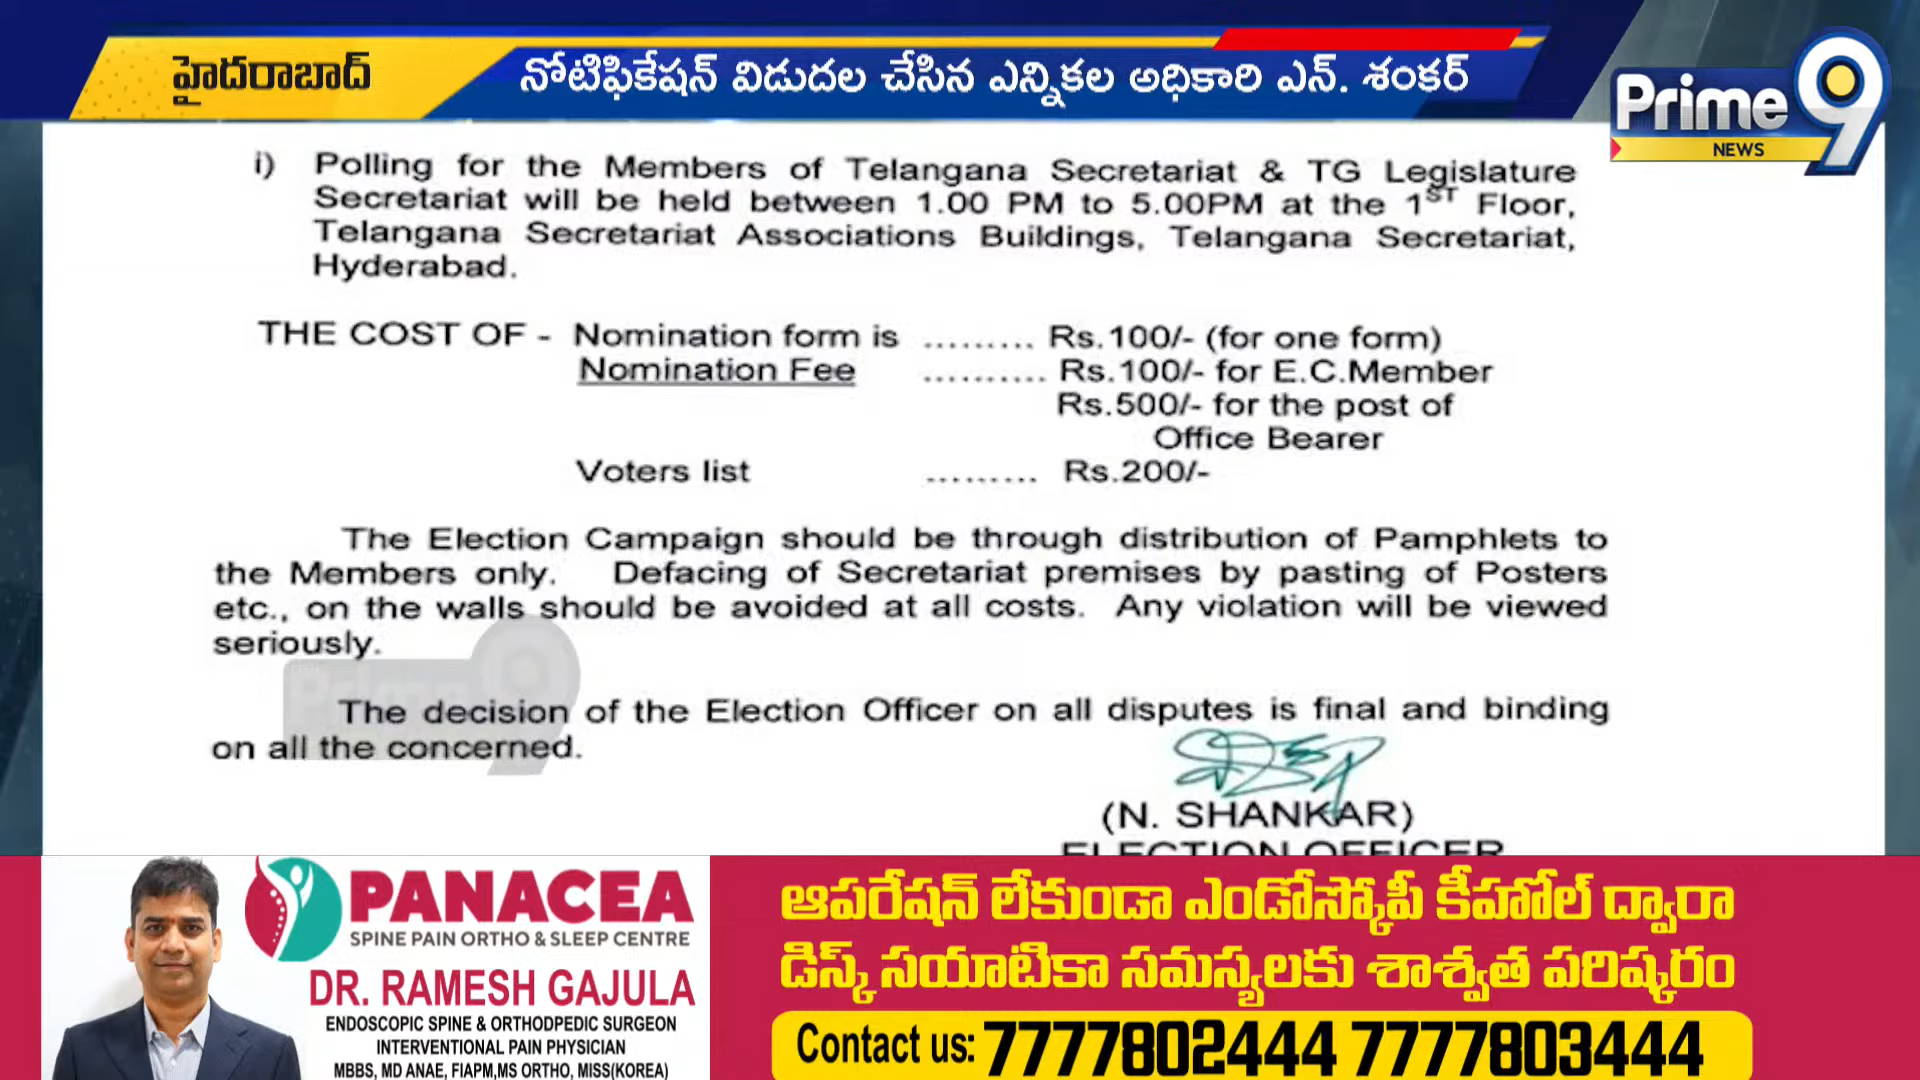 హైదరాబాద్
నోటిఫికేషన్ విడుదల చేసిన ఎన్నికల అధికారి ఎన్. శంకర్
Prime9
NEWS
i) Polling for the Members of Telangana Secretariat & TG Legislature
Secretariat will be held between 1.00 PM to 5.00PM at the 1ST Floor,
Telangana Secretariat Associations Buildings, Telangana Secretariat,
Hyderabad.
THE COST OF - Nomination form is ......... Rs.100/- (for one form)
Nomination Fee .......... Rs.100/- for E.C.Member
Rs.500/- for the post of
Office Bearer
Voters list ......... Rs.200/-
The Election Campaign should be through distribution of Pamphlets to
the Members only. Defacing of Secretariat premises by pasting of Posters
etc., on the walls should be avoided at all costs. Any violation will be viewed
seriously.
Prime9
The decision of the Election Officer on all disputes is final and binding
on all the concerned.
(N. SHANKAR)
ELECTION OFFICER
PANACEA
SPINE PAIN ORTHO & SLEEP CENTRE
DR. RAMESH GAJULA
ENDOSCOPIC SPINE & ORTHODPEDIC SURGEON
INTERVENTIONAL PAIN PHYSICIAN
MBBS, MD ANAE, FIAPM,MS ORTHO, MISS(KOREA)
ఆపరేషన్ లేకుండా ఎండోస్కోపీ కీహోల్ ద్వారా
డిస్క్ సయాటికా సమస్యలకు శాశ్వత పరిష్కరం
Contact us: 7777802444 7777803444